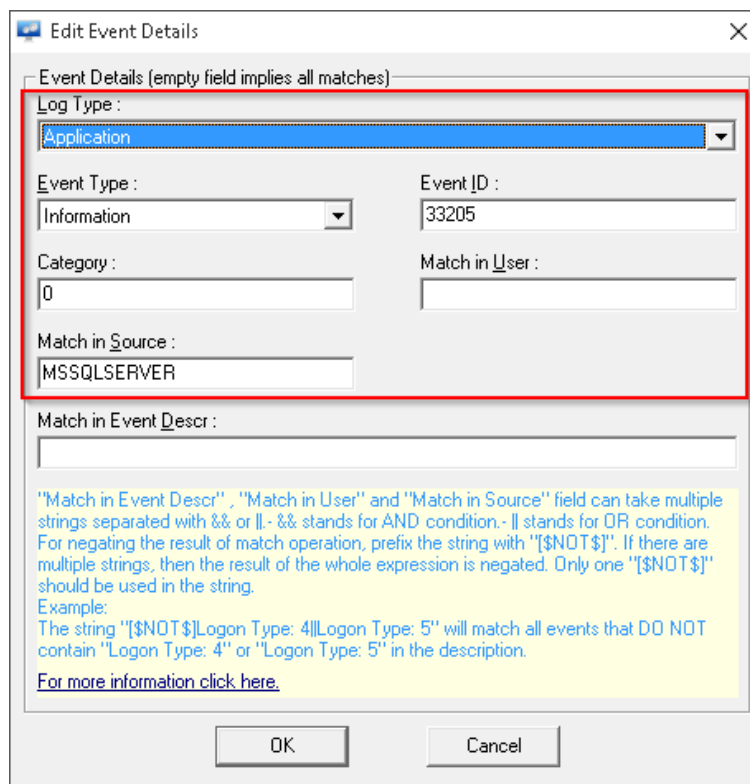 Edit Event Details
Event Details (empty field implies all matches)
Log Type :
Application
Event Type :
Event ID :
Information
33205
Category :
Match in User :
0
Match in Source :
MSSQLSERVER
Match in Event Descr :
"Match in Event Descr" , "Match in User" and "Match in Source" field can take multiple
strings separated with && or ||.- && stands for AND condition.- || stands for OR condition.
For negating the result of match operation, prefix the string with "[$NOT$]". If there are
multiple strings, then the result of the whole expression is negated. Only one "[$NOT$]"
should be used in the string.
Example:
The string "[$NOT$]Logon Type: 4||Logon Type: 5" will match all events that DO NOT
contain "Logon Type: 4" or "Logon Type: 5" in the description.
For more information click here.
OK
Cancel